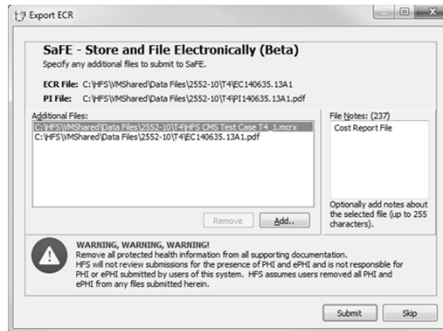 Export ECR
SaFE - Store and File Electronically (Beta)
Specify any additional files to submit to SaFE.
ECR File: C:\HFS\VMShared\Data Files\2552-10\T4\EC140635.13A1
PI File: C:\HFS\VMShared\Data Files\2552-10\T4\PI140635.13A1.pdf
Additional Files:
C:\HFS\VMShared\Data Files\2552-10\T4\HFS CMS Test Case T4_i.mcrx
C:\HFS\VMShared\Data Files\2552-10\T4\EC140635.13A1.pdf
File Notes: (237)
Cost Report File
Optionally add notes about
the selected file (up to 255
characters).
Remove
Add..
WARNING, WARNING, WARNING!
Remove all protected health information from all supporting documentation.
HFS will not review submissions for the presence of PHI and ePHI and is not responsible for
PHI or ePHI submitted by users of this system. HFS assumes users removed all PHI and
ePHI from any files submitted herein.
Submit
Skip